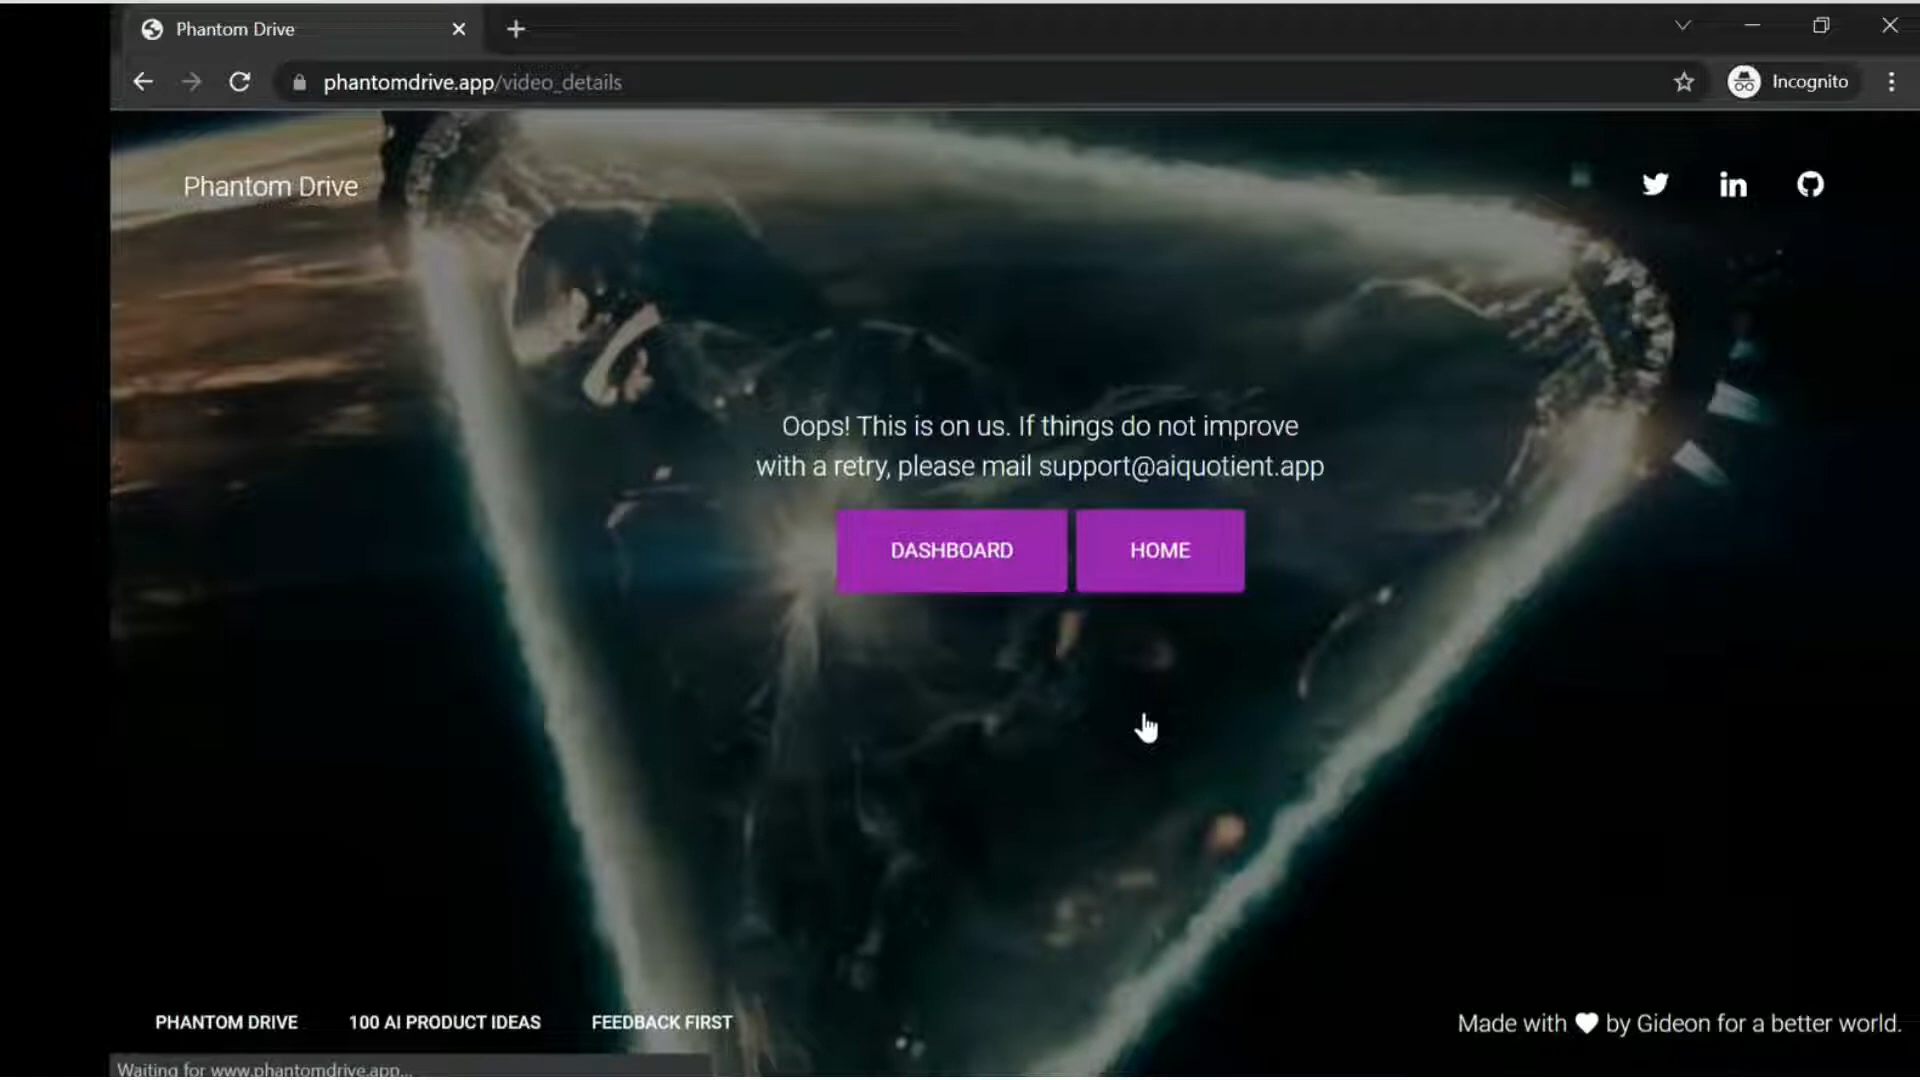 Phantom Drive
phantomdrive.app/video_details
Incognito
Phantom Drive
Oops! This is on us. If things do not improve
with a retry, please mail support@aiquotient.app
DASHBOARD
HOME
PHANTOM DRIVE
100 AI PRODUCT IDEAS
FEEDBACK FIRST
Made with ♥ by Gideon for a better world.
Waiting for www.phantomdrive.app...